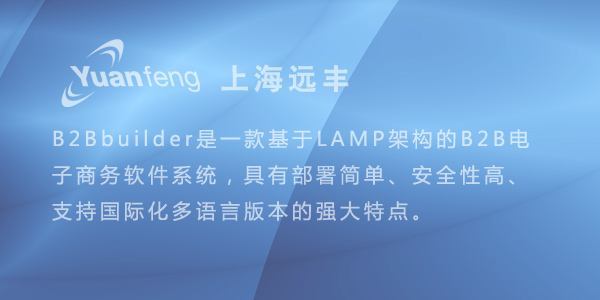 Yuanfeng 上海远丰
B2Bbuilder是一款基于LAMP架构的B2B电
子商务软件系统，具有部署简单、安全性高、
支持国际化多语言版本的强大特点。